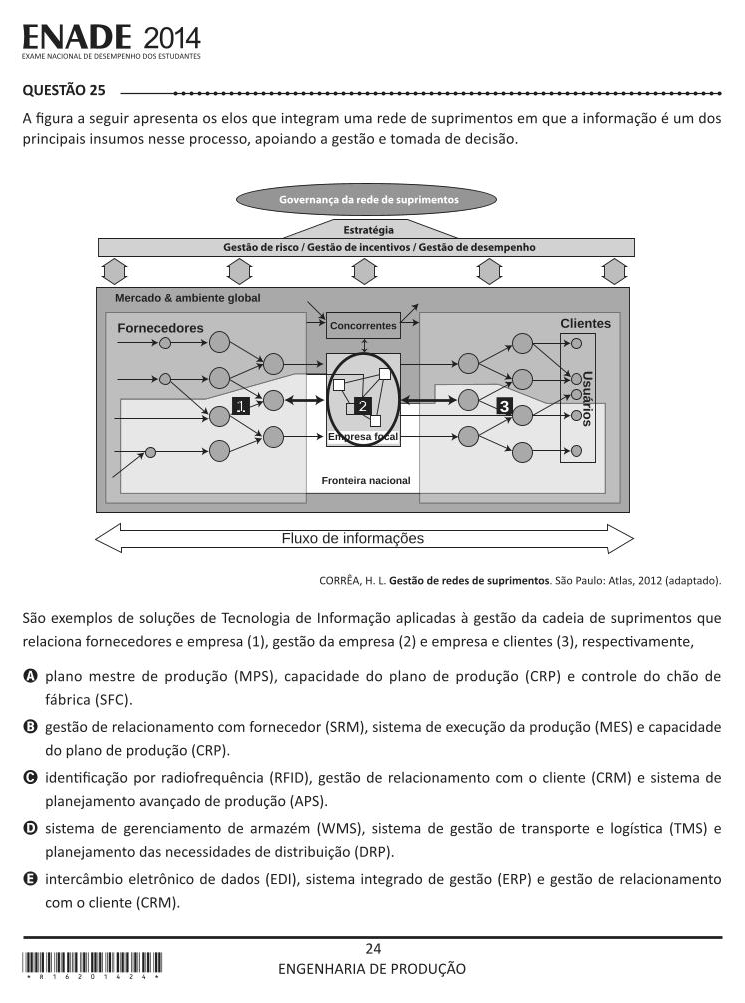 ENADE 2014
EXAME NACIONAL DE DESEMPENHO DOS ESTUDANTES
QUESTÃO 25
A figura a seguir apresenta os elos que integram uma rede de suprimentos em que a informação é um dos
principais insumos nesse processo, apoiando a gestão e tomada de decisão.
Governança da rede de suprimentos
Estratégia
Gestão de risco / Gestão de incentivos / Gestão de desempenho
Mercado & ambiente global
Fornecedores
Concorrentes
Clientes
Usuários
1
2
3
Empresa focal
Fronteira nacional
Fluxo de informações
CORRÊA, H. L. Gestão de redes de suprimentos. São Paulo: Atlas, 2012 (adaptado).
São exemplos de soluções de Tecnologia de Informação aplicadas à gestão da cadeia de suprimentos que
relaciona fornecedores e empresa (1), gestão da empresa (2) e empresa e clientes (3), respectivamente,
A plano mestre de produção (MPS), capacidade do plano de produção (CRP) e controle do chão de
fábrica (SFC).
B gestão de relacionamento com fornecedor (SRM), sistema de execução da produção (MES) e capacidade
do plano de produção (CRP).
C identificação por radiofrequência (RFID), gestão de relacionamento com o cliente (CRM) e sistema de
planejamento avançado de produção (APS).
D sistema de gerenciamento de armazém (WMS), sistema de gestão de transporte e logística (TMS) e
planejamento das necessidades de distribuição (DRP).
E intercâmbio eletrônico de dados (EDI), sistema integrado de gestão (ERP) e gestão de relacionamento
com o cliente (CRM).
24
ENGENHARIA DE PRODUÇÃO
* R 1 6 2 0 1 4 2 4 *